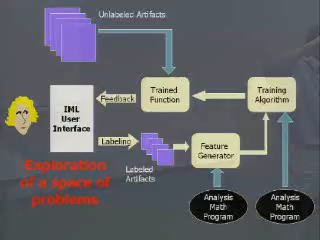 Unlabeled Artifacts
Trained
Function
Training
Algorithm
Feedback
IML
User
Interface
Labeling
Feature
Generator
Labeled
Artifacts
Exploration
of a space of
problems
Analysis
Math
Program
Analysis
Math
Program